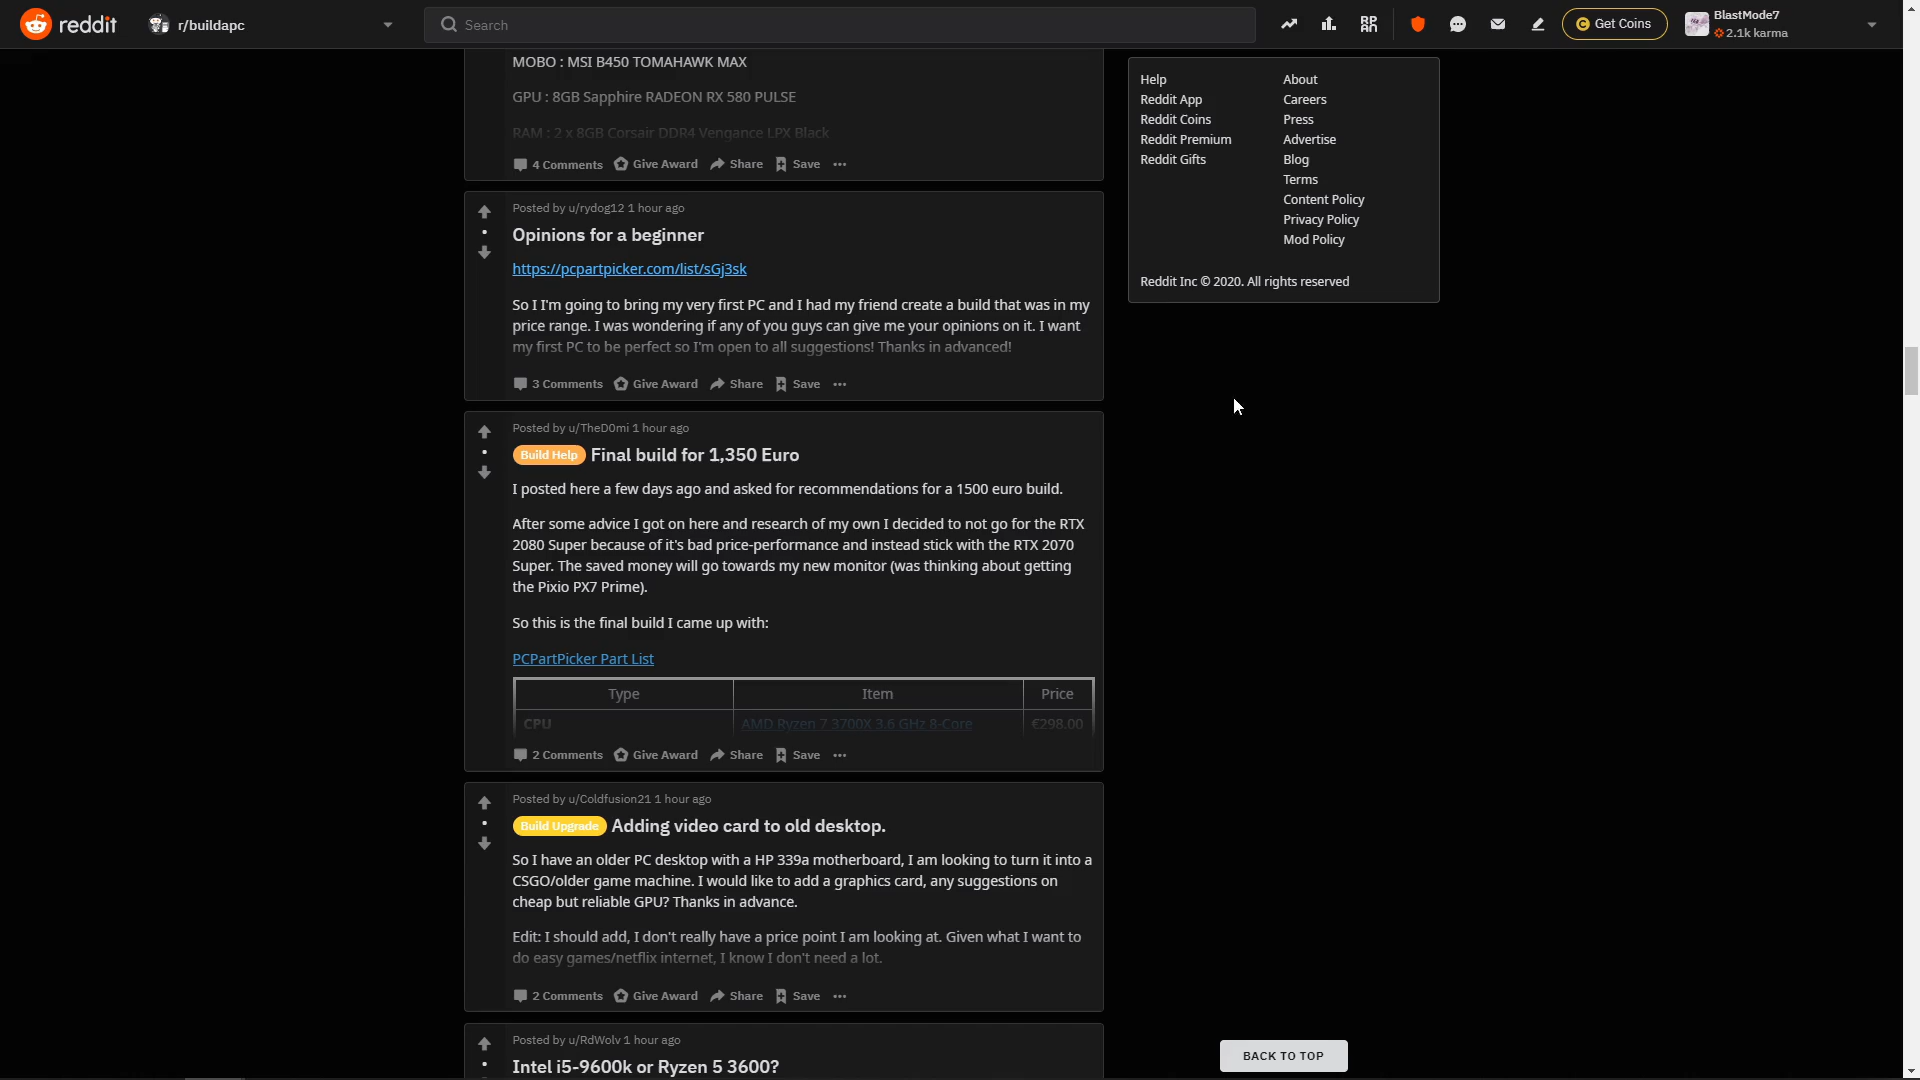 reddit
r/buildapc
Search
Get Coins
BlastMode7
2.1k karma
MOBO : MSI B450 TOMAHAWK MAX
GPU : 8GB Sapphire RADEON RX 580 PULSE
RAM : 2 x 8GB Corsair DDR4 Vengance LPX Black
4 Comments Give Award Share Save
Posted by u/rydog12 1 hour ago
Opinions for a beginner
https://pcpartpicker.com/list/sGj3sk
So I I'm going to bring my very first PC and I had my friend create a build that was in my
price range. I was wondering if any of you guys can give me your opinions on it. I want
my first PC to be perfect so I'm open to all suggestions! Thanks in advanced!
3 Comments Give Award Share Save
Posted by u/TheD0mi 1 hour ago
Build Help Final build for 1,350 Euro
I posted here a few days ago and asked for recommendations for a 1500 euro build.
After some advice I got on here and research of my own I decided to not go for the RTX
2080 Super because of it's bad price-performance and instead stick with the RTX 2070
Super. The saved money will go towards my new monitor (was thinking about getting
the Pixio PX7 Prime).
So this is the final build I came up with:
PCPartPicker Part List
Type Item Price
CPU AMD Ryzen 7 3700X 3.6 GHz 8-Core €298.00
2 Comments Give Award Share Save
Posted by u/Coldfusion21 1 hour ago
Build Upgrade Adding video card to old desktop.
So I have an older PC desktop with a HP 339a motherboard, I am looking to turn it into a
CSGO/older game machine. I would like to add a graphics card, any suggestions on
cheap but reliable GPU? Thanks in advance.
Edit: I should add, I don't really have a price point I am looking at. Given what I want to
do easy games/netflix internet, I know I don't need a lot.
2 Comments Give Award Share Save
Posted by u/RdWolv 1 hour ago
Intel i5-9600k or Ryzen 5 3600?
Help
Reddit App
Reddit Coins
Reddit Premium
Reddit Gifts
About
Careers
Press
Advertise
Blog
Terms
Content Policy
Privacy Policy
Mod Policy
Reddit Inc © 2020. All rights reserved
BACK TO TOP